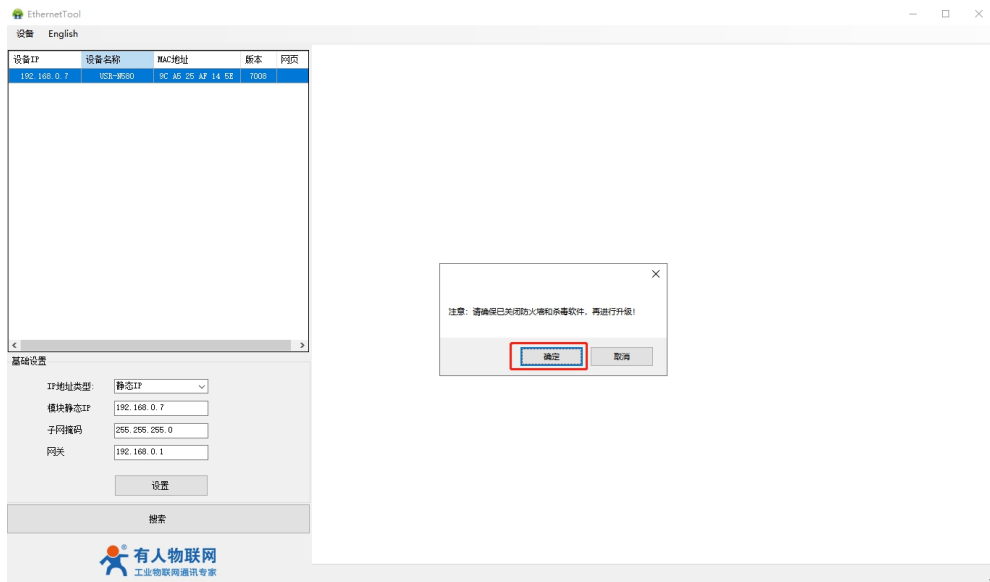 EthernetTool
设备 English
设备IP 设备名称 MAC地址 版本 网页
192.168.0.7 USR-N580 9C A5 25 AF 14 5E 7008
注意：请确保已关闭防火墙和杀毒软件，再进行升级！
确定 取消
基础设置
IP地址类型: 静态IP
模块静态IP 192.168.0.7
子网掩码 255.255.255.0
网关 192.168.0.1
设置
搜索
有人物联网
工业物联网通讯专家